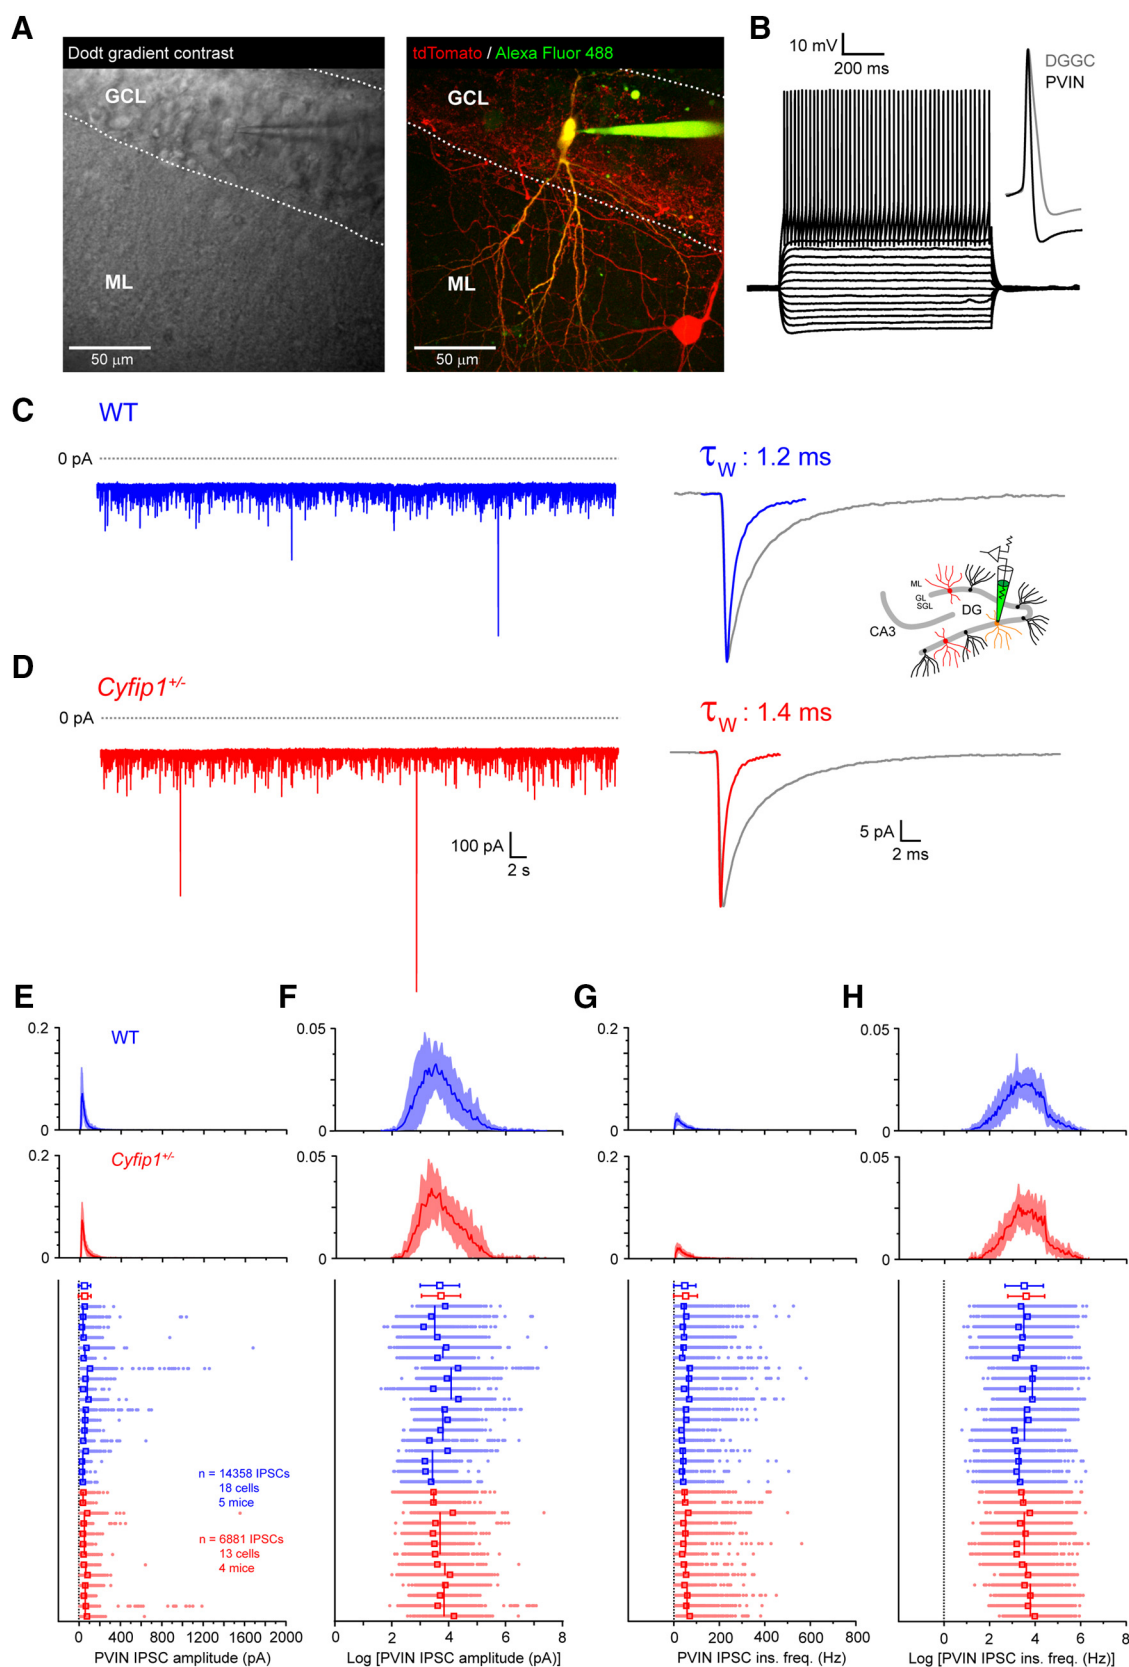 A
B
Dodt gradient contrast
tdTomato / Alexa Fluor 488
GCL
ML
50 μm
GCL
ML
50 μm
10 mV
200 ms
DGGC
PVIN
C
WT
0 pA
τW : 1.2 ms
ML
GL
SGL
DG
CA3
D
Cyfip1+/-
0 pA
τW : 1.4 ms
100 pA
2 s
5 pA
2 ms
E
F
G
H
0.2
0
WT
0.05
0
0.2
0
0.05
0
0.2
0
Cyfip1+/-
0.05
0
0.2
0
0.05
0
n = 14358 IPSCs
18 cells
5 mice
n = 6881 IPSCs
13 cells
4 mice
0 400 800 1200 1600 2000
PVIN IPSC amplitude (pA)
0 2 4 6 8
Log [PVIN IPSC amplitude (pA)]
0 200 400 600 800
PVIN IPSC ins. freq. (Hz)
0 2 4 6 8
Log [PVIN IPSC ins. freq. (Hz)]